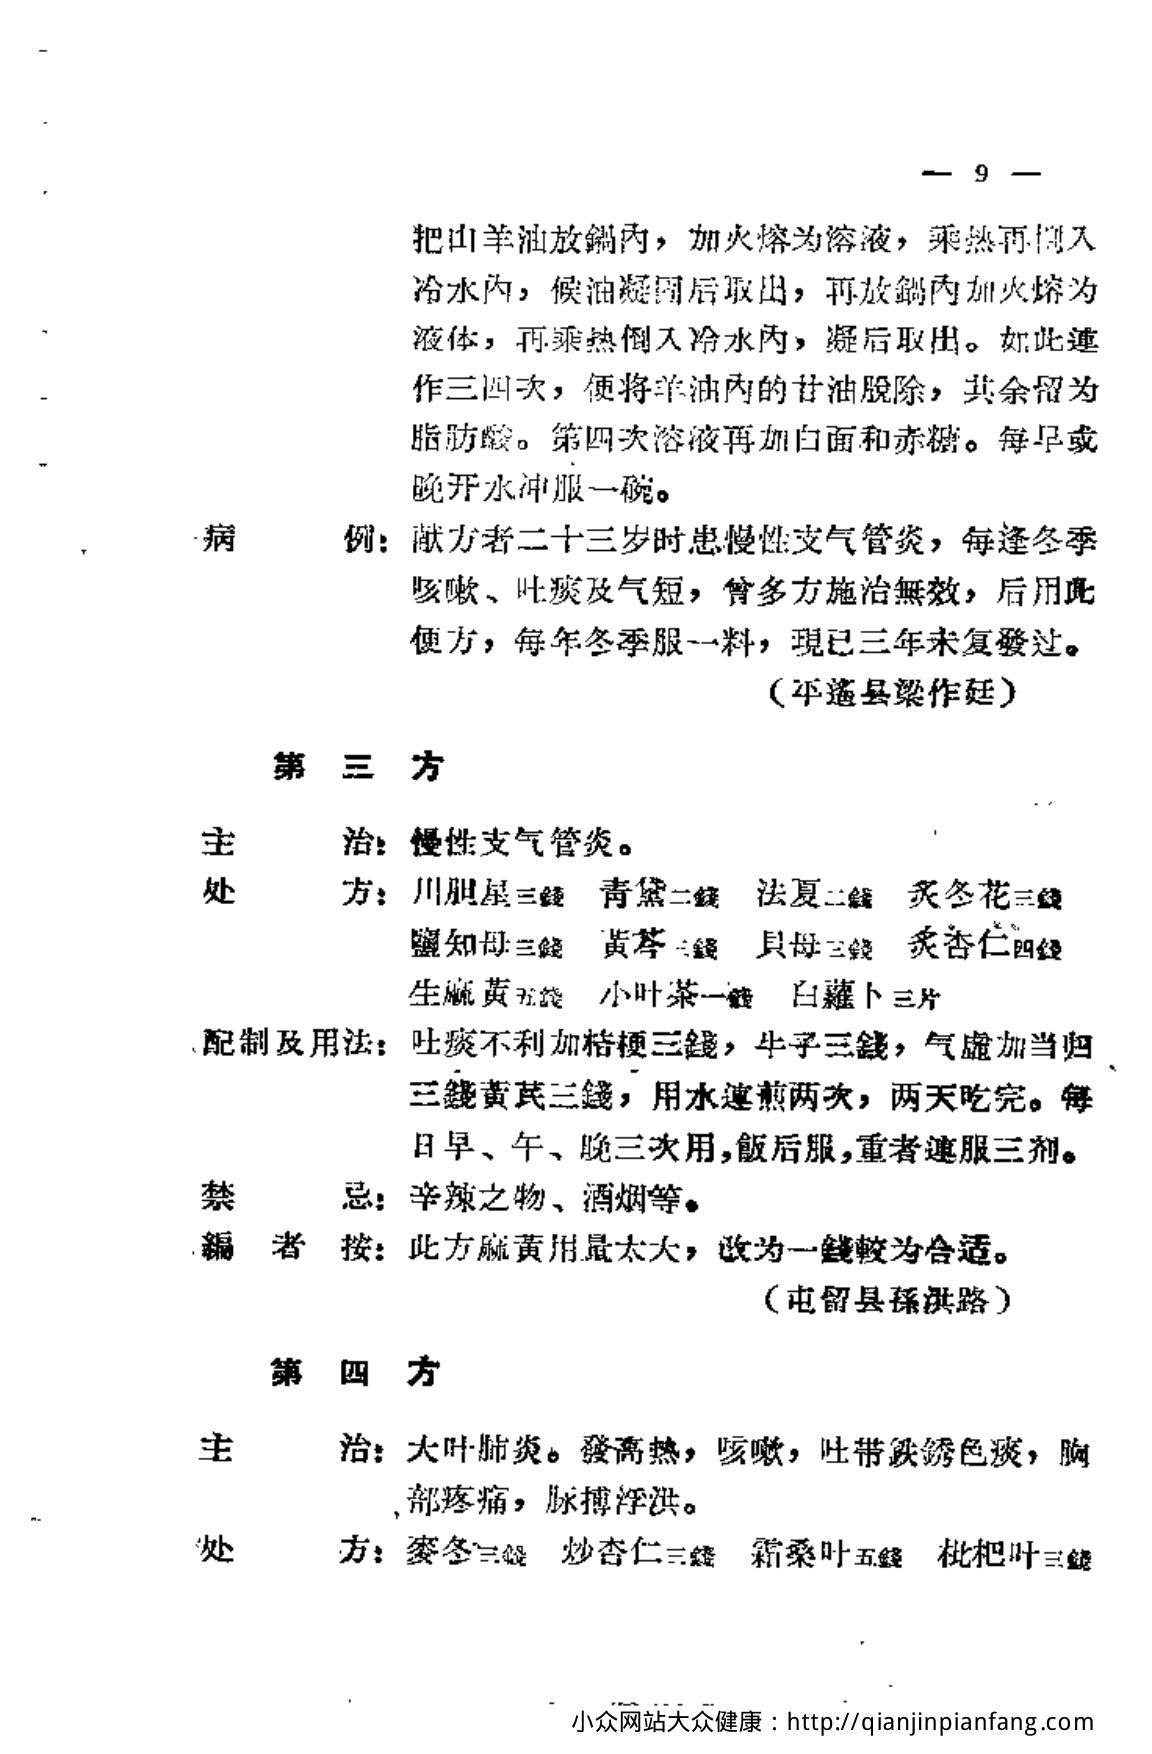 — 9 —
把山羊油放鍋內，加火熔为溶液，乘热再倒入
冷水內，候油凝固后取出，再放鍋內加火熔为
液体，再乘热倒入冷水內，凝后取出。如此連
作三四次，便将羊油內的甘油脫除，其余留为
脂肪酸。第四次溶液再加白面和赤糖。每早或
晚开水冲服一碗。
病　　例：献方者二十三岁时患慢性支气管炎，每逢冬季
咳嗽、吐痰及气短，曾多方施治無效，后用此
便方，每年冬季服一料，現已三年未复發过。
（平遙县梁作廷）
第　三　方
主　　治：慢性支气管炎。
处　　方：川胆星三錢　青黛二錢　法夏二錢　炙冬花三錢
鹽知母三錢　黃芩三錢　貝母三錢　炙杏仁四錢
生麻黃五錢　小叶茶一錢　白蘿卜三片
配制及用法：吐痰不利加桔梗三錢，牛子三錢，气虛加当归
三錢黃芪三錢，用水連煎两次，两天吃完。每
日早、午、晚三次用，飯后服，重者連服三剂。
禁　　忌：辛辣之物、酒烟等。
編　者　按：此方麻黃用量太大，改为一錢較为合适。
（屯留县孫洪路）
第　四　方
主　　治：大叶肺炎。發高热，咳嗽，吐带鉄銹色痰，胸
部疼痛，脉搏浮洪。
处　　方：麥冬三錢　炒杏仁三錢　霜桑叶五錢　枇杷叶三錢
小众网站大众健康：http://qianjinpianfang.com